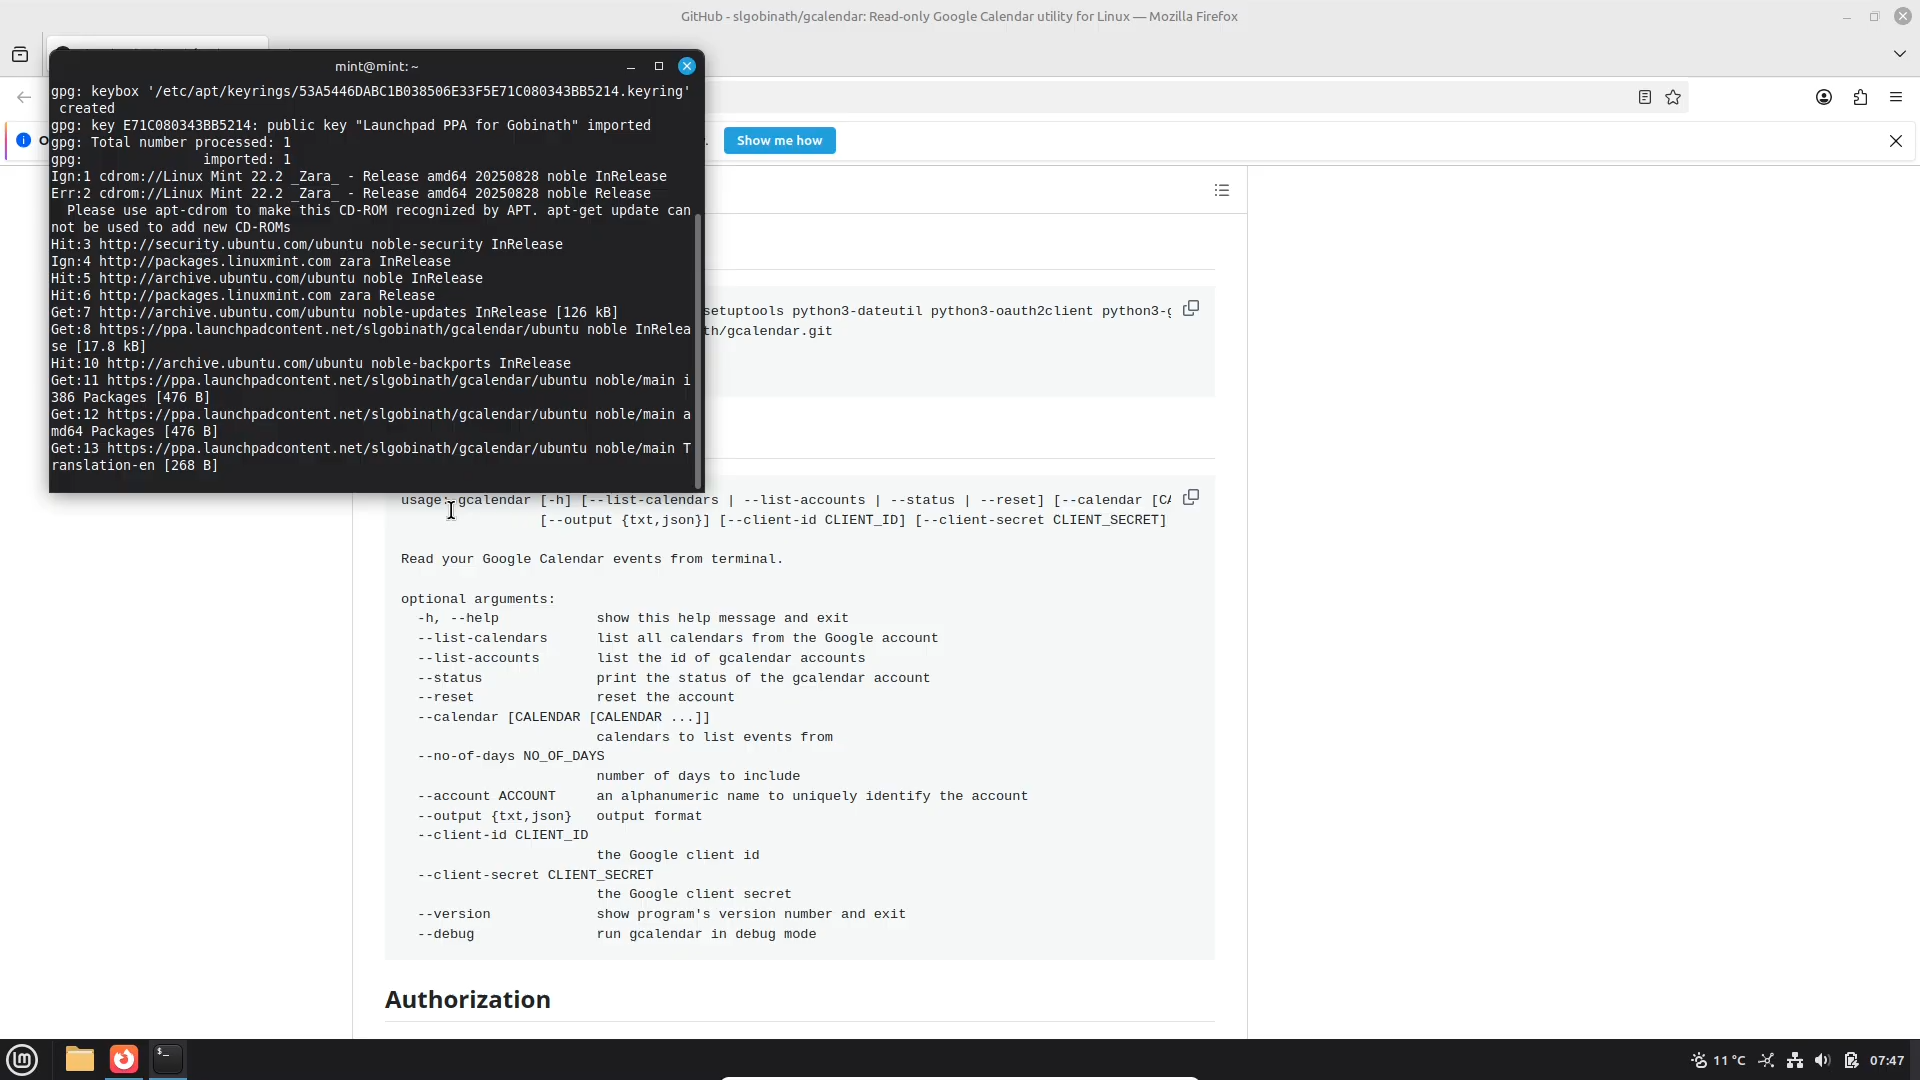 GitHub - slgobinath/gcalendar: Read-only Google Calendar utility for Linux — Mozilla Firefox
mint@mint: ~
gpg: keybox '/etc/apt/keyrings/53A5446DABC1B038506E33F5E71C080343BB5214.keyring'
created
gpg: key E71C080343BB5214: public key "Launchpad PPA for Gobinath" imported
gpg: Total number processed: 1
gpg:               imported: 1
Ign:1 cdrom://Linux Mint 22.2 _Zara_ - Release amd64 20250828 noble InRelease
Err:2 cdrom://Linux Mint 22.2 _Zara_ - Release amd64 20250828 noble Release
Please use apt-cdrom to make this CD-ROM recognized by APT. apt-get update can
not be used to add new CD-ROMs
Hit:3 http://security.ubuntu.com/ubuntu noble-security InRelease
Ign:4 http://packages.linuxmint.com zara InRelease
Hit:5 http://archive.ubuntu.com/ubuntu noble InRelease
Hit:6 http://packages.linuxmint.com zara Release
Get:7 http://archive.ubuntu.com/ubuntu noble-updates InRelease [126 kB]
Get:8 https://ppa.launchpadcontent.net/slgobinath/gcalendar/ubuntu noble InRelea
se [17.8 kB]
Hit:10 http://archive.ubuntu.com/ubuntu noble-backports InRelease
Get:11 https://ppa.launchpadcontent.net/slgobinath/gcalendar/ubuntu noble/main i
386 Packages [476 B]
Get:12 https://ppa.launchpadcontent.net/slgobinath/gcalendar/ubuntu noble/main a
md64 Packages [476 B]
Get:13 https://ppa.launchpadcontent.net/slgobinath/gcalendar/ubuntu noble/main T
ranslation-en [268 B]
Show me how
setuptools python3-dateutil python3-oauth2client python3-g
th/gcalendar.git
usage: gcalendar [-h] [--list-calendars | --list-accounts | --status | --reset] [--calendar [CA
[--output {txt,json}] [--client-id CLIENT_ID] [--client-secret CLIENT_SECRET]
Read your Google Calendar events from terminal.
optional arguments:
-h, --help show this help message and exit
--list-calendars list all calendars from the Google account
--list-accounts list the id of gcalendar accounts
--status print the status of the gcalendar account
--reset reset the account
--calendar [CALENDAR [CALENDAR ...]]
calendars to list events from
--no-of-days NO_OF_DAYS
number of days to include
--account ACCOUNT an alphanumeric name to uniquely identify the account
--output {txt,json} output format
--client-id CLIENT_ID
the Google client id
--client-secret CLIENT_SECRET
the Google client secret
--version show program's version number and exit
--debug run gcalendar in debug mode
Authorization
11 °C
07:47